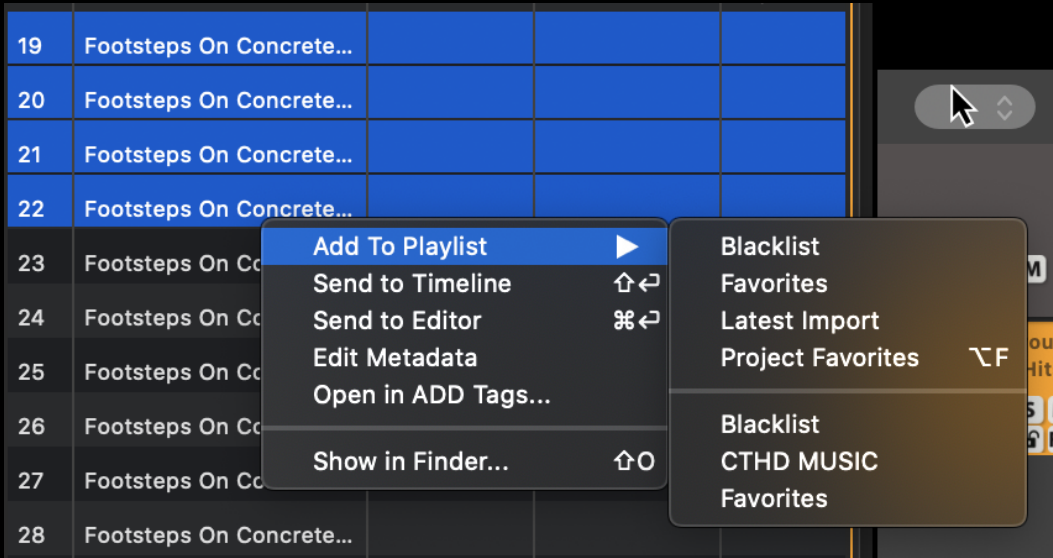 19 Footsteps On Concrete...
20 Footsteps On Concrete...
21 Footsteps On Concrete...
22 Footsteps On Concrete...
23 Footsteps On Co
24 Footsteps On Co
25 Footsteps On Co
26 Footsteps On Co
27 Footsteps On Co
28 Footsteps On Concrete...
Add To Playlist ▶
Send to Timeline ⇧↩
Send to Editor ⌘↩
Edit Metadata
Open in ADD Tags...
Show in Finder... ⇧O
Blacklist
Favorites
Latest Import
Project Favorites ⌥F
Blacklist
CTHD MUSIC
Favorites
M
ou
Hit
S